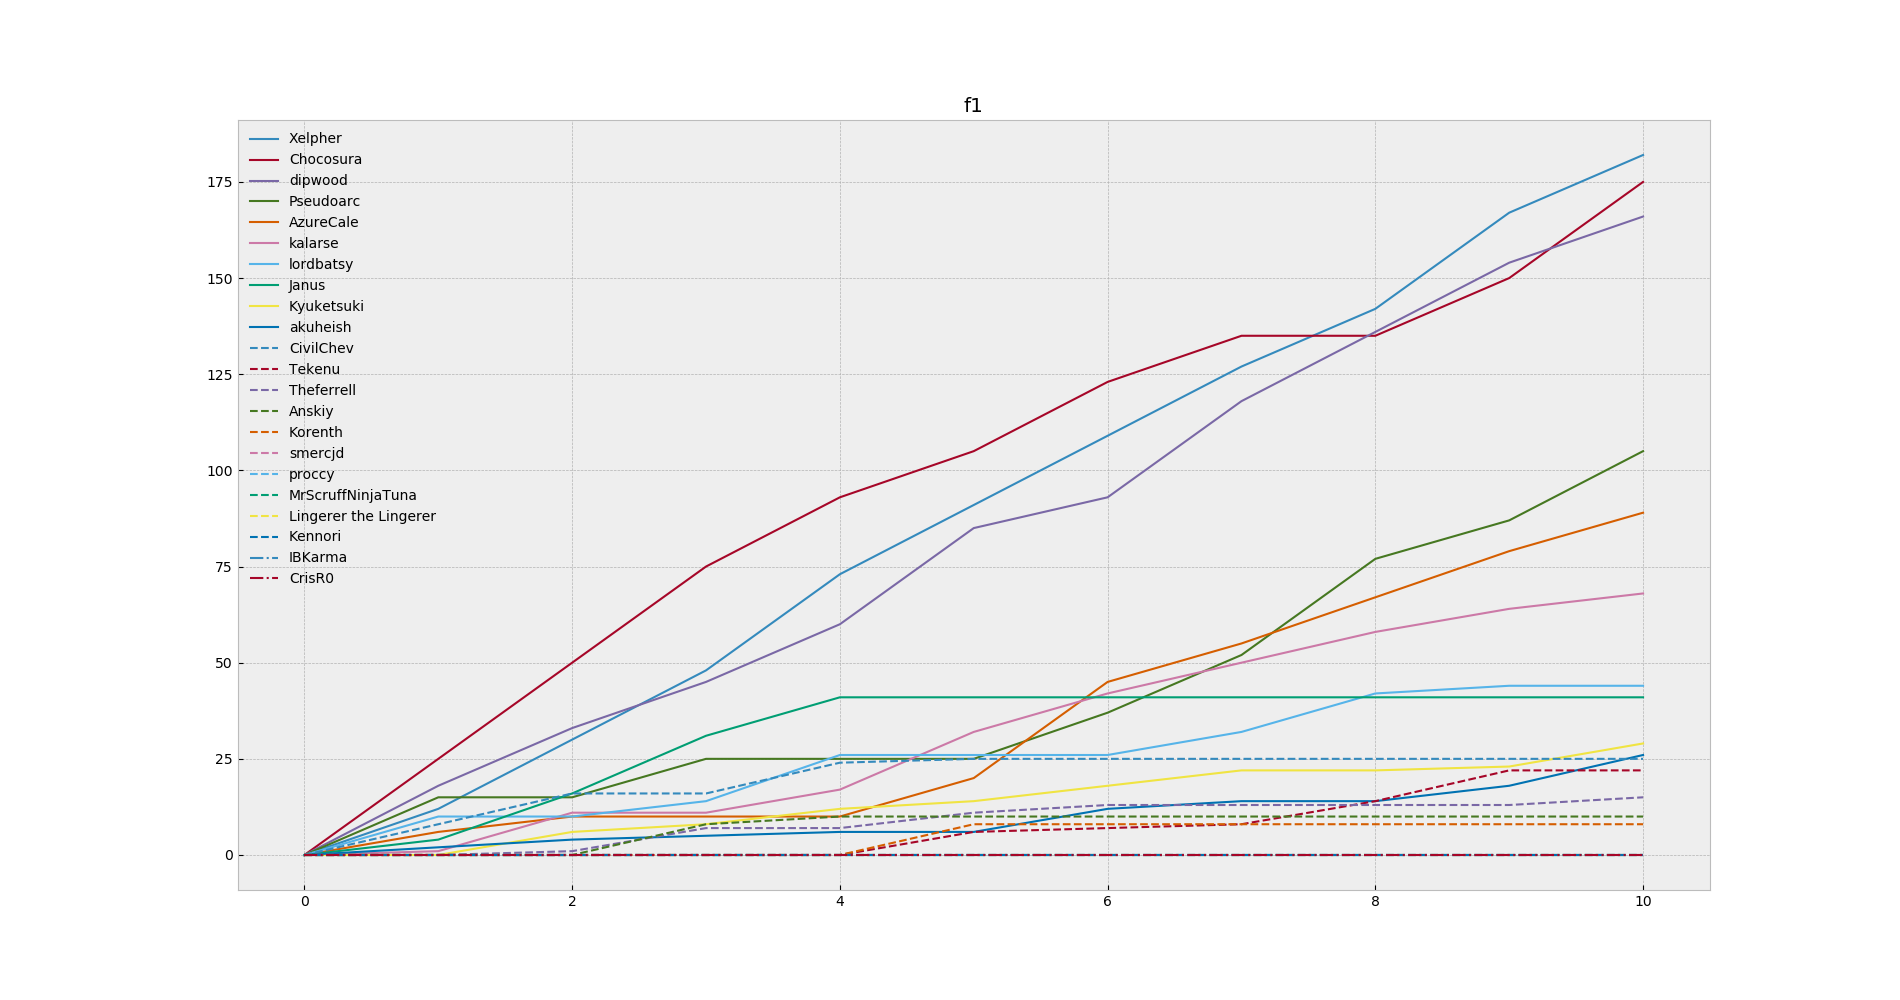 f1
Xelpher
Chocosura
dipwood
Pseudoarc
AzureCale
kalarse
lordbatsy
Janus
Kyuketsuki
akuheish
CivilChev
Tekenu
Theferrell
Anskiy
Korenth
smercjd
proccy
MrScruffNinjaTuna
Lingerer the Lingerer
Kennori
IBKarma
CrisR0
175
150
125
100
75
50
25
0
0 2 4 6 8 10